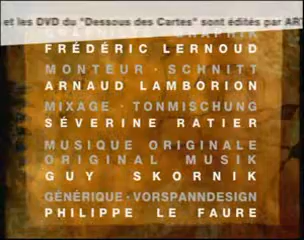 et les DVD du "Dessous des Cartes" sont édités par AR
FRÉDÉRIC LERNOUD
MONTEUR · SCHNITT
ARNAUD LAMBORION
MIXAGE · TONMISCHUNG
SÉVERINE RATIER
MUSIQUE ORIGINALE
ORIGINAL MUSIK
GUY SKORNIK
GÉNÉRIQUE · VORSPANNDESIGN
PHILIPPE LE FAURE